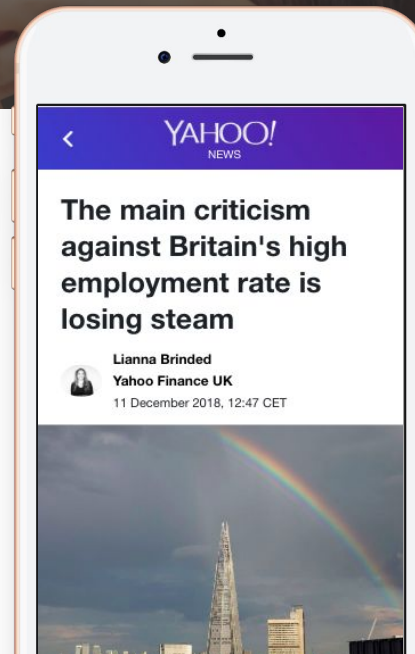 YAHOO!
NEWS
The main criticism
against Britain's high
employment rate is
losing steam
Lianna Brinded
Yahoo Finance UK
11 December 2018, 12:47 CET